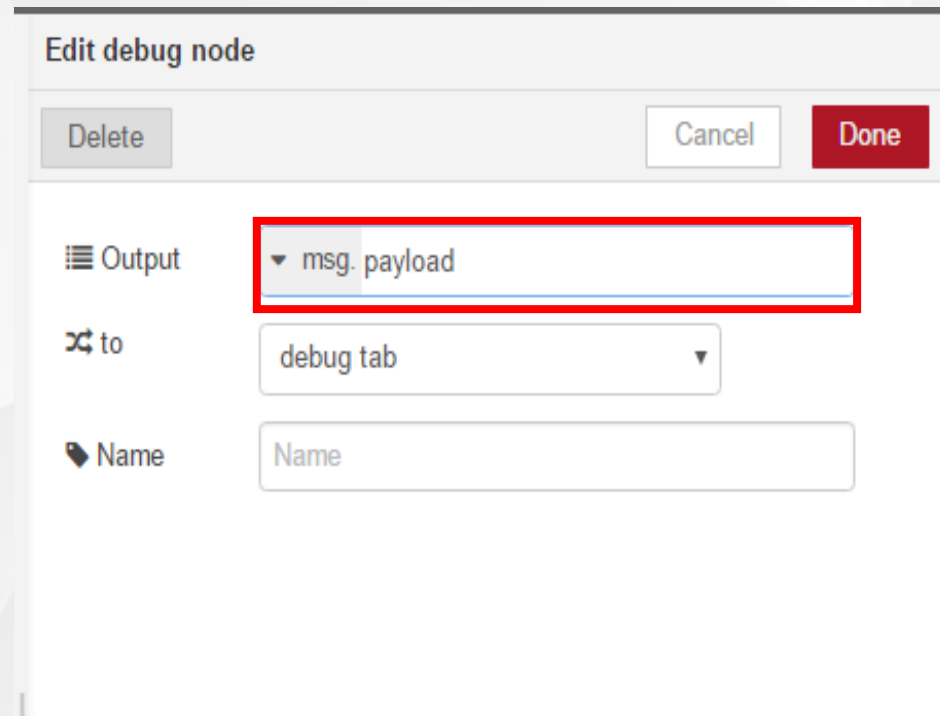 Edit debug node
Delete Cancel Done
Output msg. payload
to debug tab
Name Name